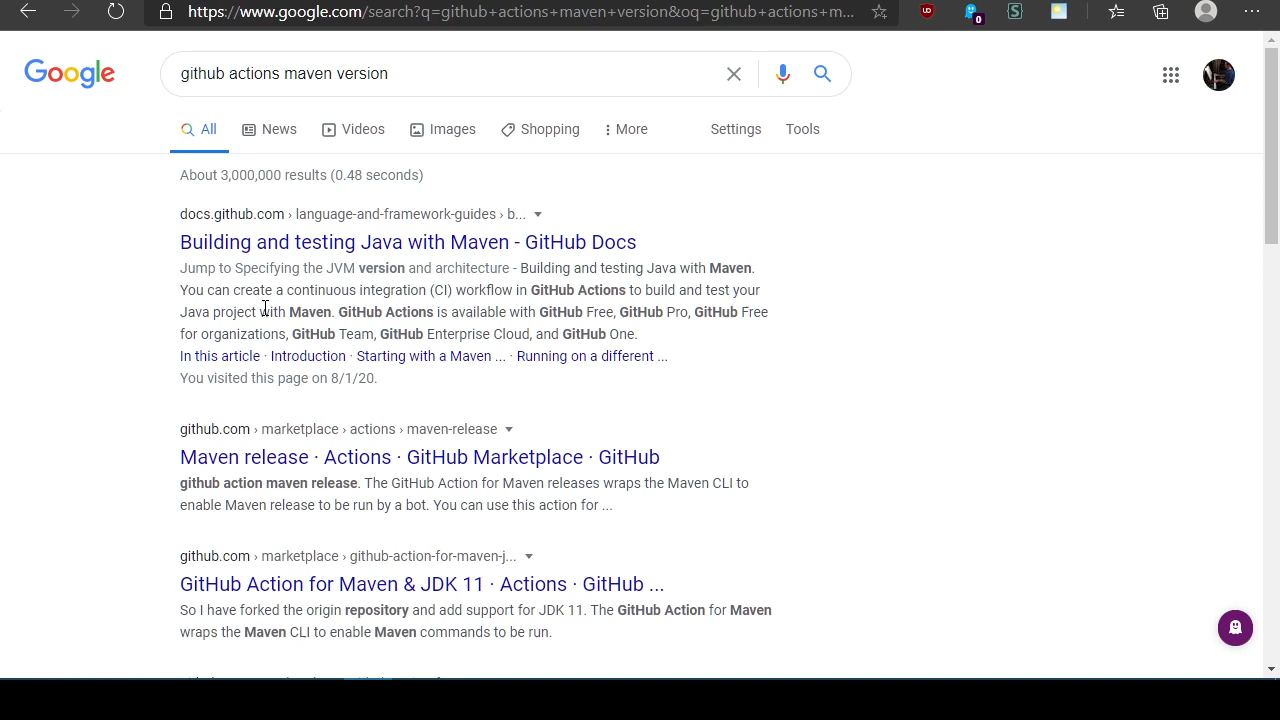 https://www.google.com/search?q=github+actions+maven+version&oq=github+actions+m...
0
Google
github actions maven version
All News Videos Images Shopping More Settings Tools
About 3,000,000 results (0.48 seconds)
docs.github.com › language-and-framework-guides › b...
Building and testing Java with Maven - GitHub Docs
Jump to Specifying the JVM version and architecture - Building and testing Java with Maven.
You can create a continuous integration (CI) workflow in GitHub Actions to build and test your
Java project with Maven. GitHub Actions is available with GitHub Free, GitHub Pro, GitHub Free
for organizations, GitHub Team, GitHub Enterprise Cloud, and GitHub One.
In this article · Introduction · Starting with a Maven ... · Running on a different ...
You visited this page on 8/1/20.
github.com › marketplace › actions › maven-release
Maven release · Actions · GitHub Marketplace · GitHub
github action maven release. The GitHub Action for Maven releases wraps the Maven CLI to
enable Maven release to be run by a bot. You can use this action for ...
github.com › marketplace › github-action-for-maven-j...
GitHub Action for Maven & JDK 11 · Actions · GitHub ...
So I have forked the origin repository and add support for JDK 11. The GitHub Action for Maven
wraps the Maven CLI to enable Maven commands to be run.